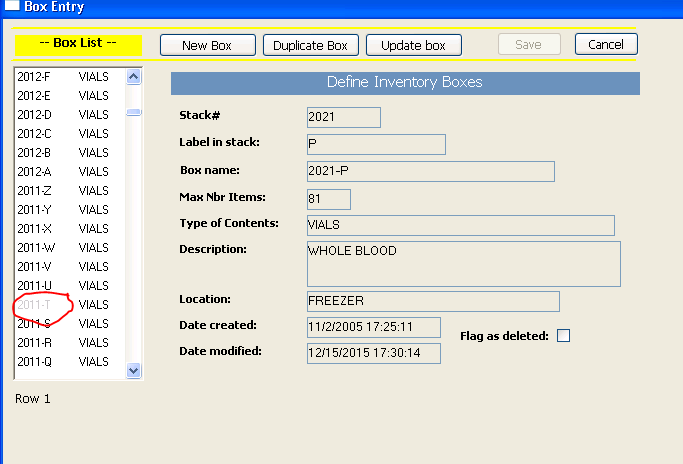 Box Entry
-- Box List --
New Box Duplicate Box Update box Save Cancel
2012-F VIALS
2012-E VIALS
2012-D VIALS
2012-C VIALS
2012-B VIALS
2012-A VIALS
2011-Z VIALS
2011-Y VIALS
2011-X VIALS
2011-W VIALS
2011-V VIALS
2011-U VIALS
2011-T VIALS
2011-S VIALS
2011-R VIALS
2011-Q VIALS
Row 1
Define Inventory Boxes
Stack# 2021
Label in stack: P
Box name: 2021-P
Max Nbr Items: 81
Type of Contents: VIALS
Description: WHOLE BLOOD
Location: FREEZER
Date created: 11/2/2005 17:25:11
Flag as deleted:
Date modified: 12/15/2015 17:30:14